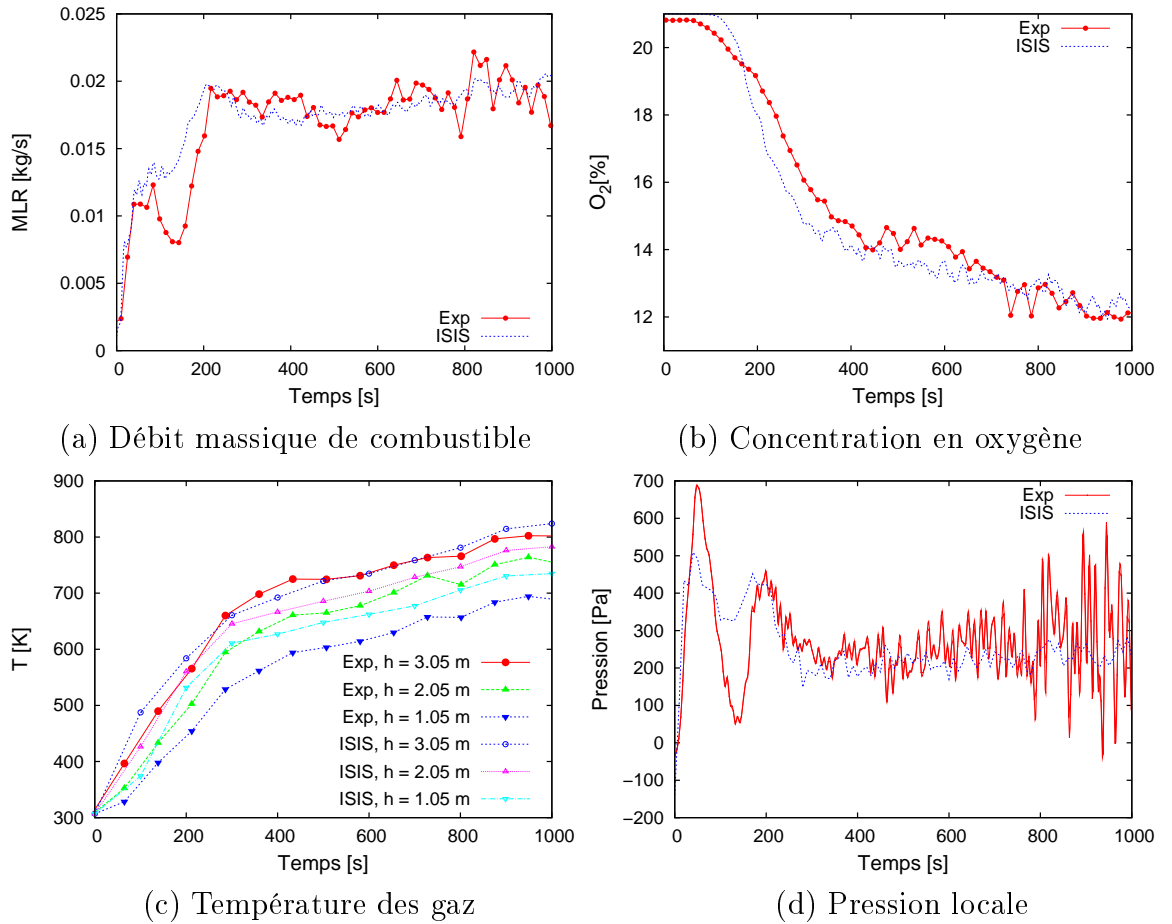 0.025
0.02
0.015
0.01
0.005
0
MLR [kg/s]
Exp
ISIS
0 200 400 600 800 1000
Temps [s]
(a) Débit massique de combustible
20
18
16
14
12
O2[%]
Exp
ISIS
0 200 400 600 800 1000
Temps [s]
(b) Concentration en oxygène
900
800
700
600
500
400
300
T [K]
Exp, h = 3.05 m
Exp, h = 2.05 m
Exp, h = 1.05 m
ISIS, h = 3.05 m
ISIS, h = 2.05 m
ISIS, h = 1.05 m
0 200 400 600 800 1000
Temps [s]
(c) Température des gaz
700
600
500
400
300
200
100
0
−100
−200
Pression [Pa]
Exp
ISIS
0 200 400 600 800 1000
Temps [s]
(d) Pression locale